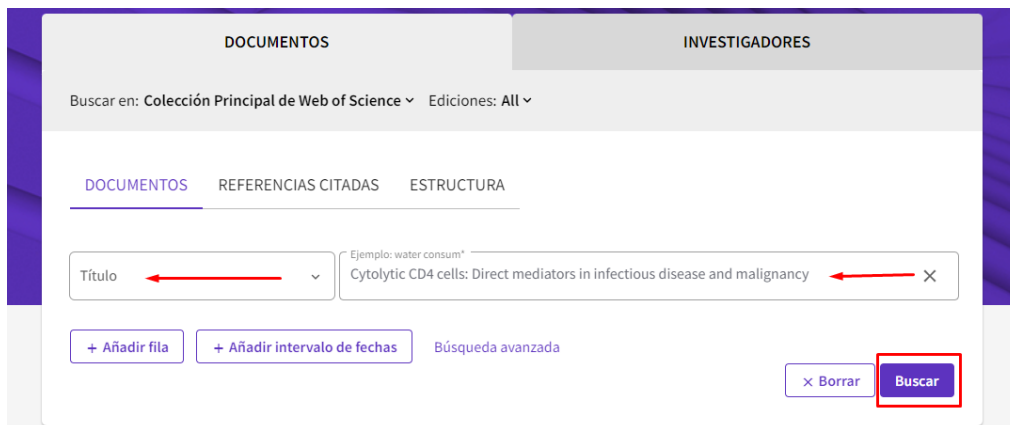 DOCUMENTOS
INVESTIGADORES
Buscar en: Colección Principal de Web of Science Ediciones: All
DOCUMENTOS REFERENCIAS CITADAS ESTRUCTURA
Ejemplo: water consum*
Título
Cytolytic CD4 cells: Direct mediators in infectious disease and malignancy
+ Añadir fila
+ Añadir intervalo de fechas
Búsqueda avanzada
× Borrar
Buscar